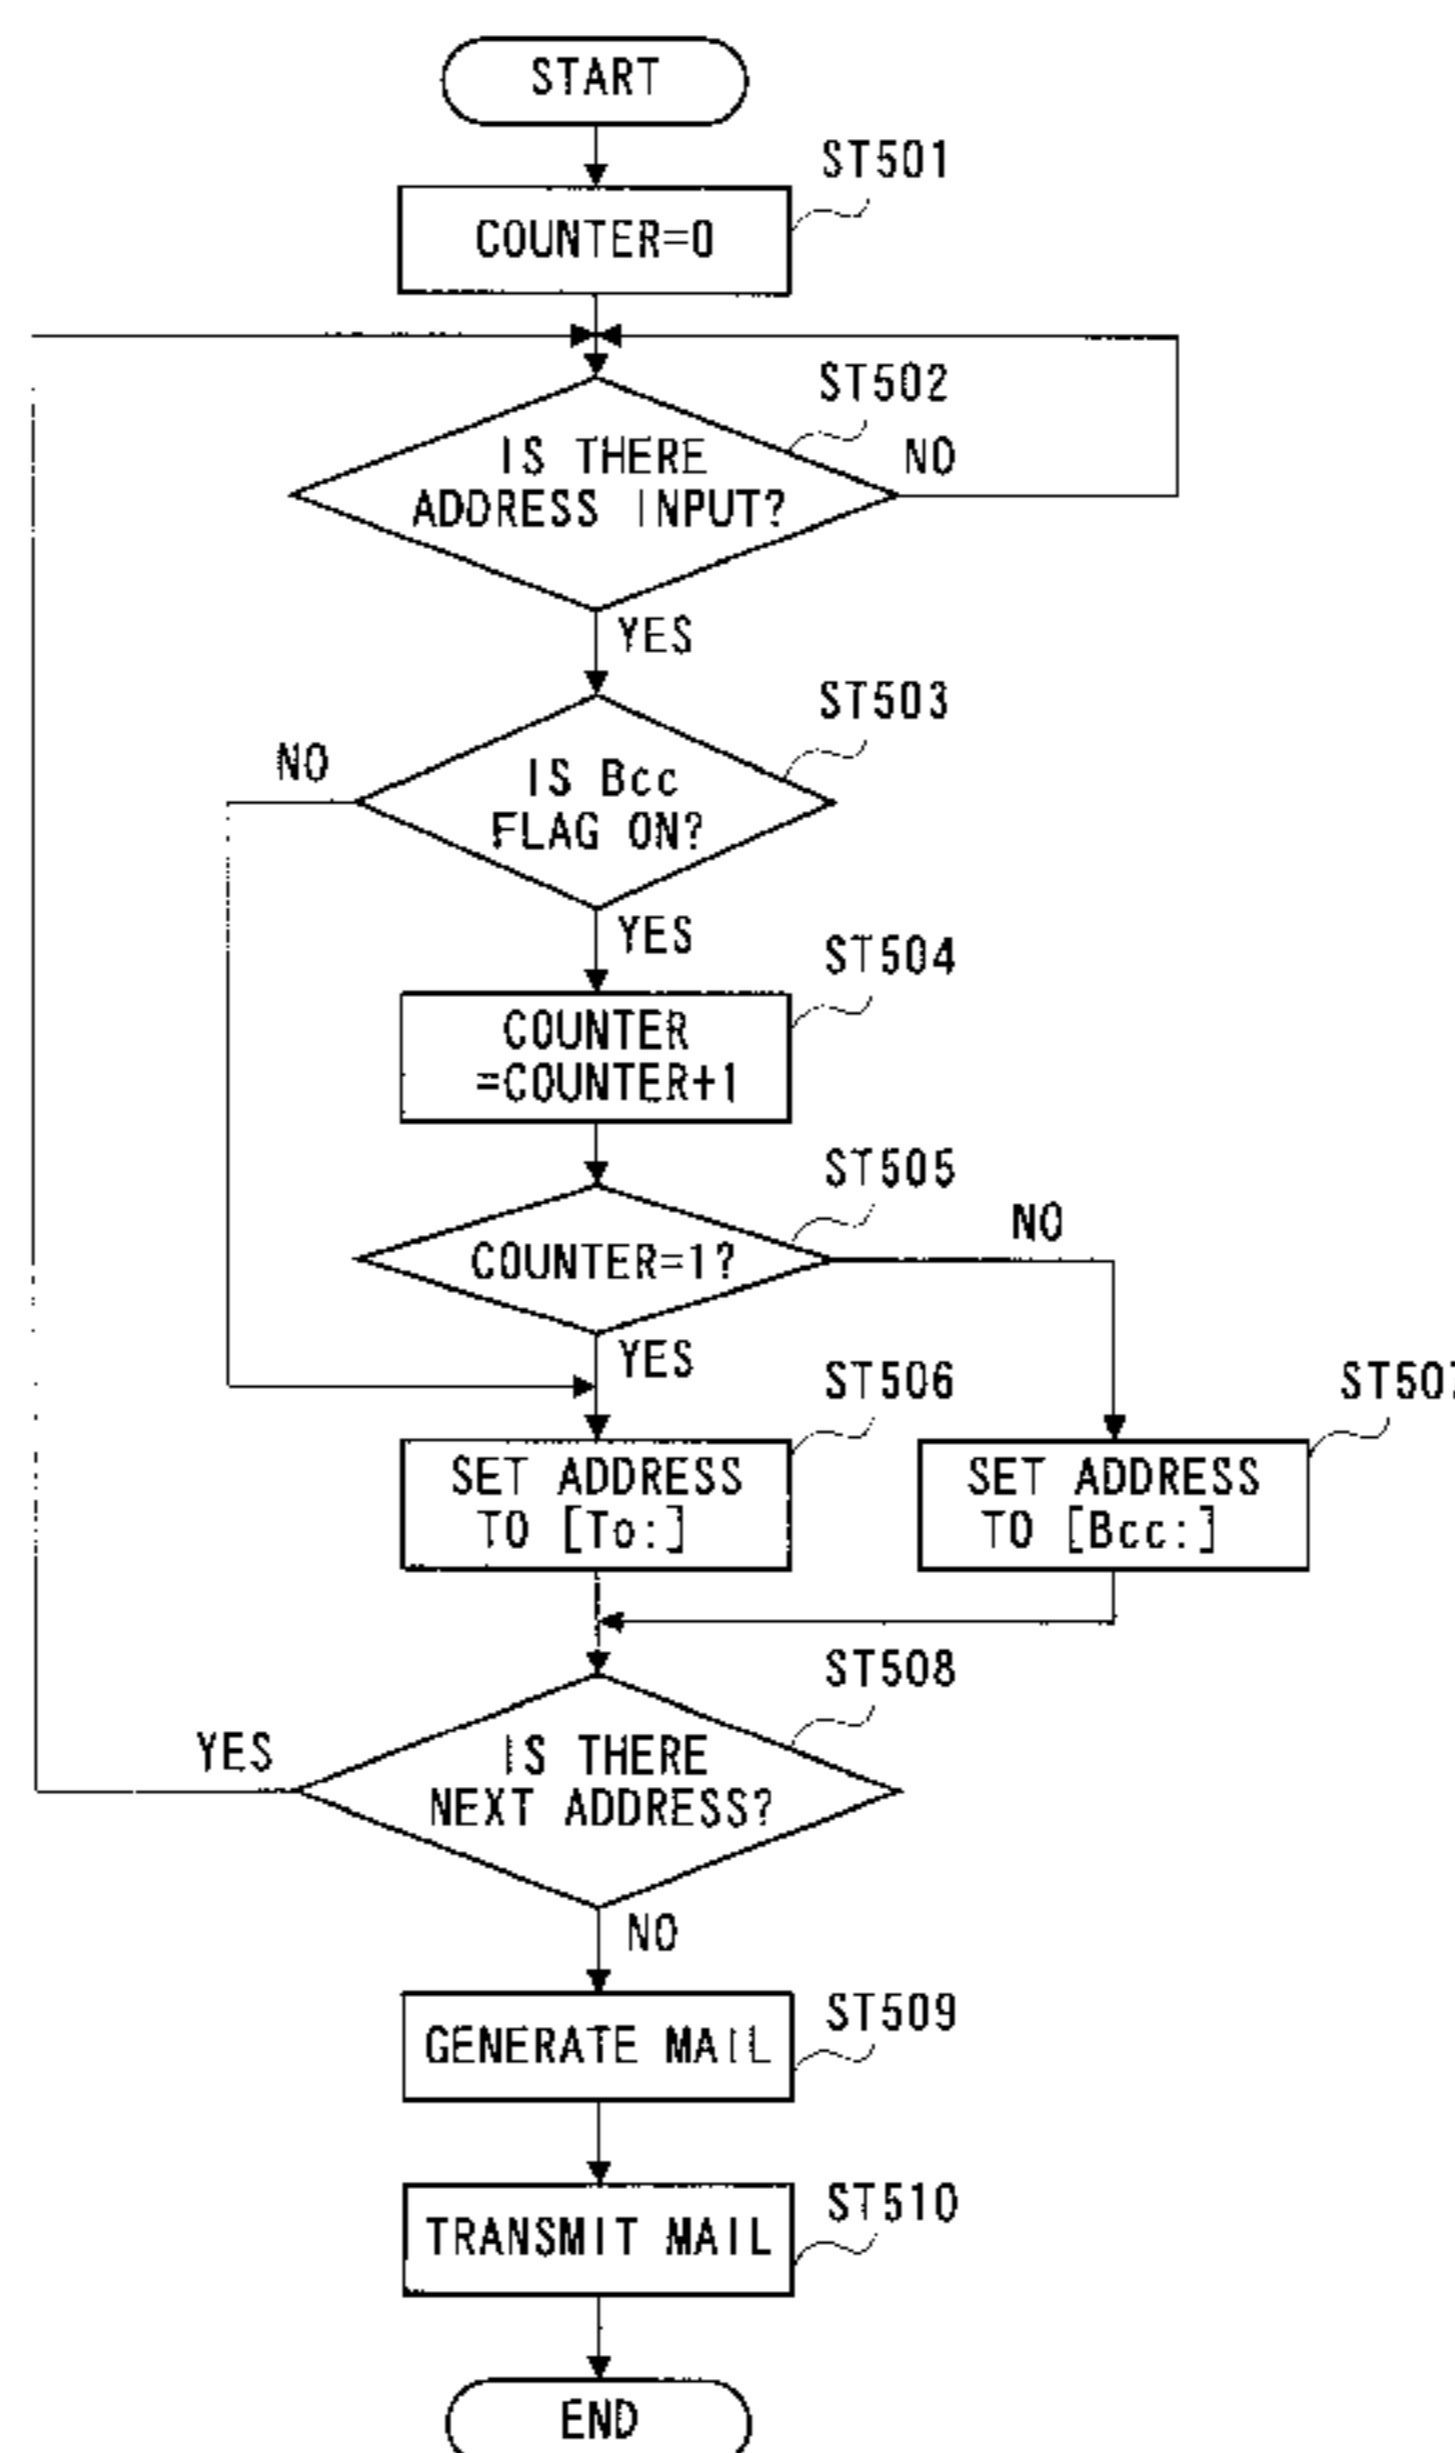 START
ST501
COUNTER=0
ST502
IS THERE
ADDRESS INPUT?
NO
YES
ST503
NO
IS Bcc
FLAG ON?
YES
ST504
COUNTER
=COUNTER+1
ST505
COUNTER=1?
NO
YES
ST506
ST507
SET ADDRESS
TO [To:]
SET ADDRESS
TO [Bcc:]
ST508
YES
IS THERE
NEXT ADDRESS?
NO
ST509
GENERATE MAIL
ST510
TRANSMIT MAIL
END